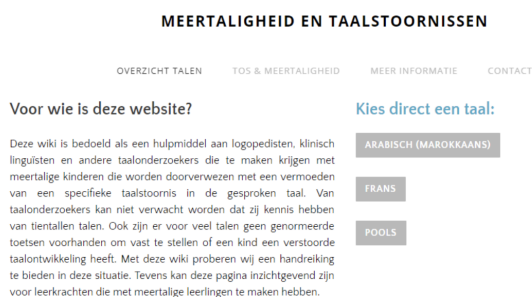 MEERTALIGHEID EN TAALSTOORNISSEN
OVERZICHT TALEN TOS & MEERTALIGHEID MEER INFORMATIE CONTACT
Voor wie is deze website?
Deze wiki is bedoeld als een hulpmiddel aan logopedisten, klinisch
linguïsten en andere taalonderzoekers die te maken krijgen met
meertalige kinderen die worden doorverwezen met een vermoeden
van een specifieke taalstoornis in de gesproken taal. Van
taalonderzoekers kan niet verwacht worden dat zij kennis hebben
van tientallen talen. Ook zijn er voor veel talen geen genormeerde
toetsen voorhanden om vast te stellen of een kind een verstoorde
taalontwikkeling heeft. Met deze wiki proberen wij een handreiking
te bieden in deze situatie. Tevens kan deze pagina inzichtgevend zijn
voor leerkrachten die met meertalige leerlingen te maken hebben.
Kies direct een taal:
ARABISCH (MAROKKAANS)
FRANS
POOLS